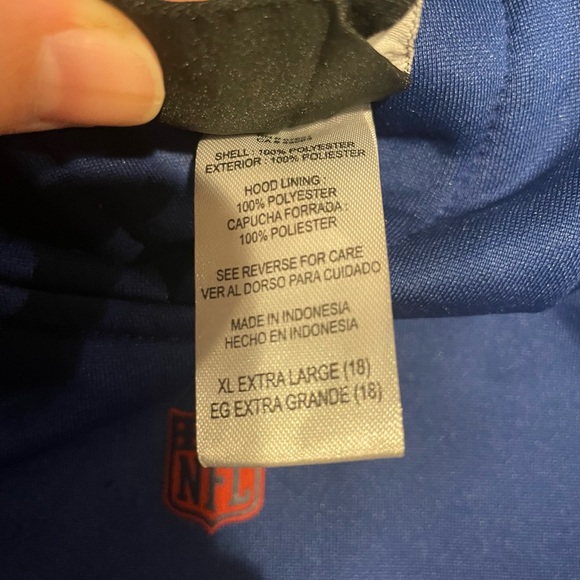 SHELL : 100% POLYESTER
EXTERIOR : 100% POLIESTER
HOOD LINING :
100% POLYESTER
CAPUCHA FORRADA :
100% POLIESTER
SEE REVERSE FOR CARE
VER AL DORSO PARA CUIDADO
MADE IN INDONESIA
HECHO EN INDONESIA
XL EXTRA LARGE (18)
EG EXTRA GRANDE (18)
NFL